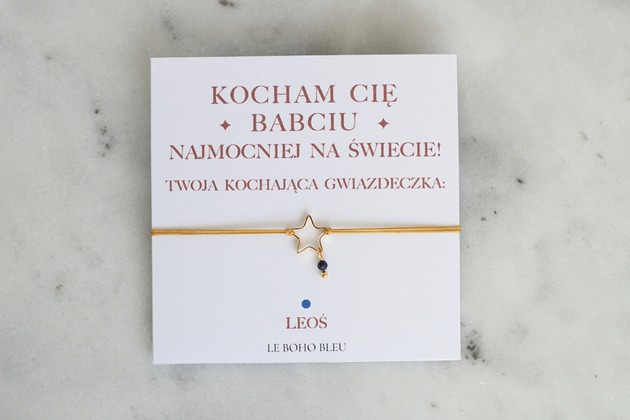 KOCHAM CIĘ
✦ BABCIU ✦
NAJMOCNIEJ NA ŚWIECIE!
TWOJA KOCHAJĄCA GWIAZDECZKA:
LEOŚ
LE BOHO BLEU